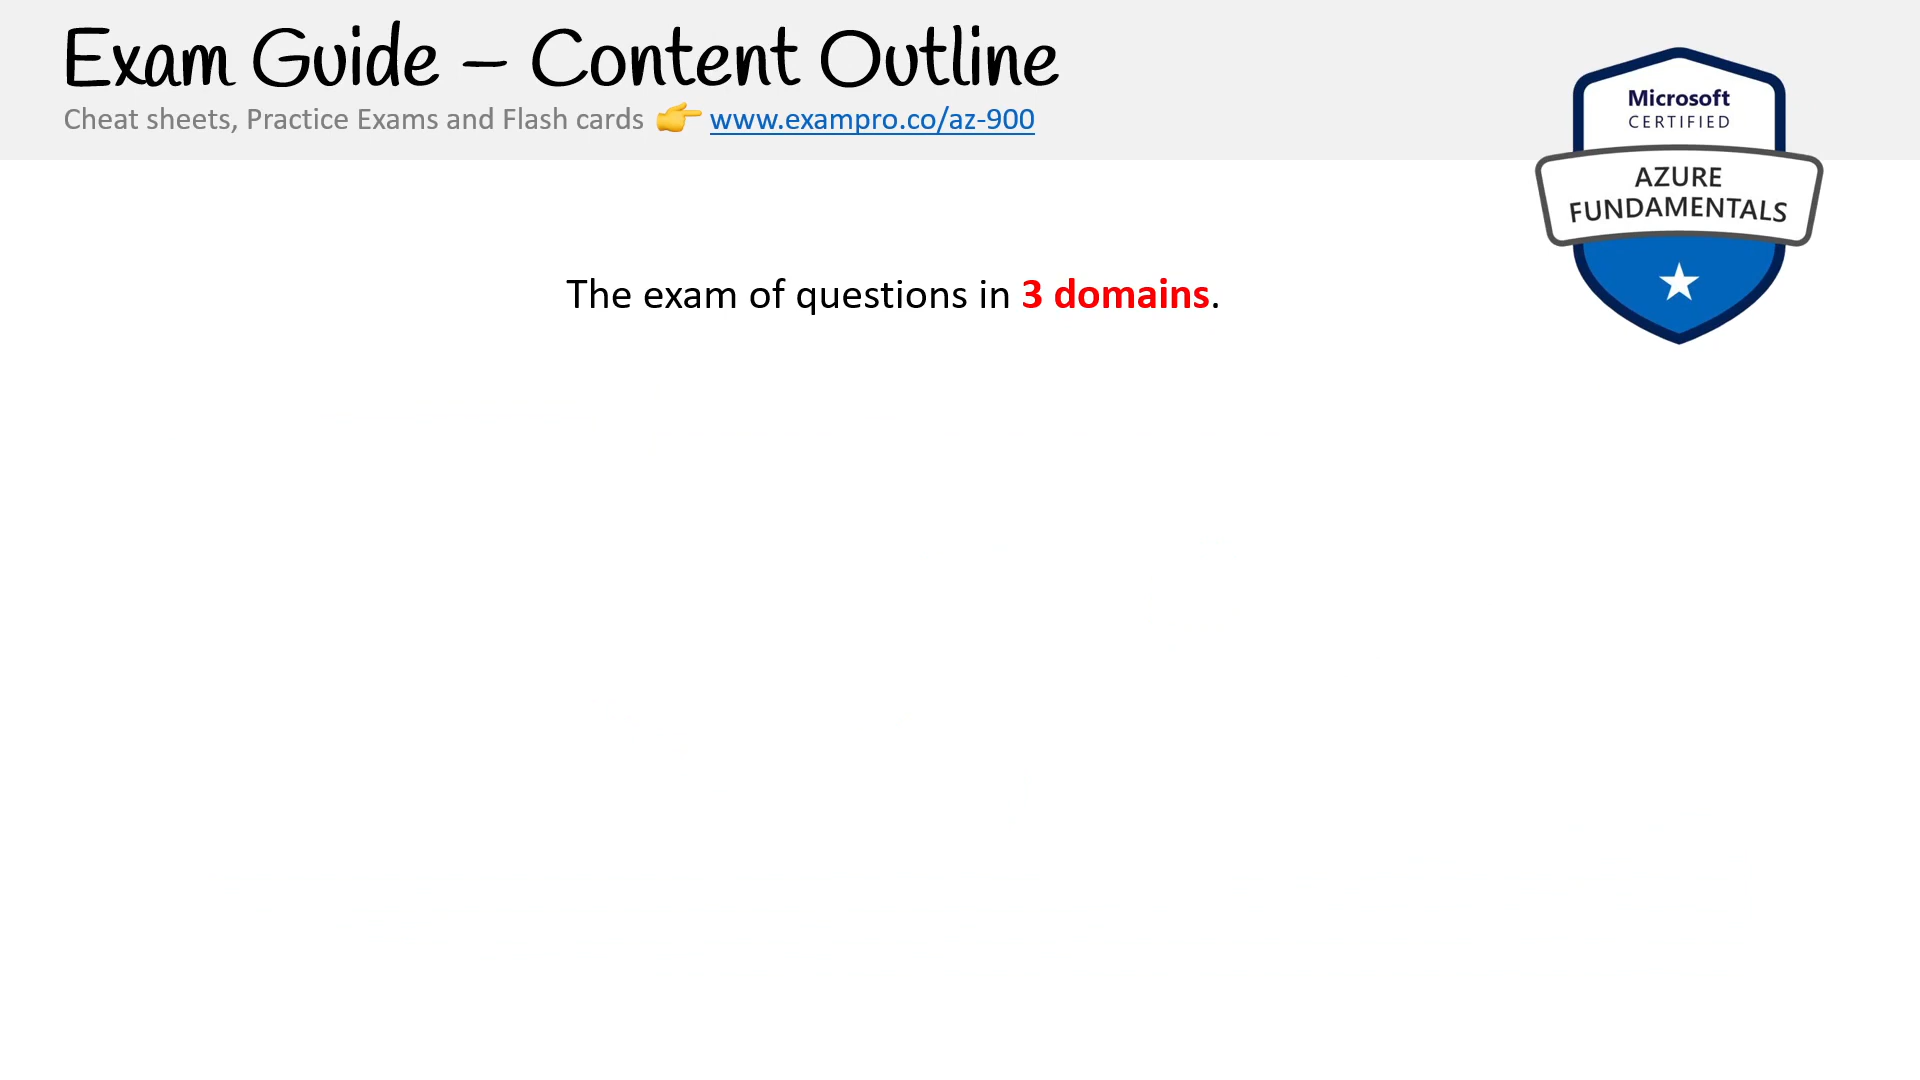 Exam Guide – Content Outline
Cheat sheets, Practice Exams and Flash cards 👉 www.exampro.co/az-900
Microsoft
CERTIFIED
AZURE
FUNDAMENTALS
The exam of questions in 3 domains.